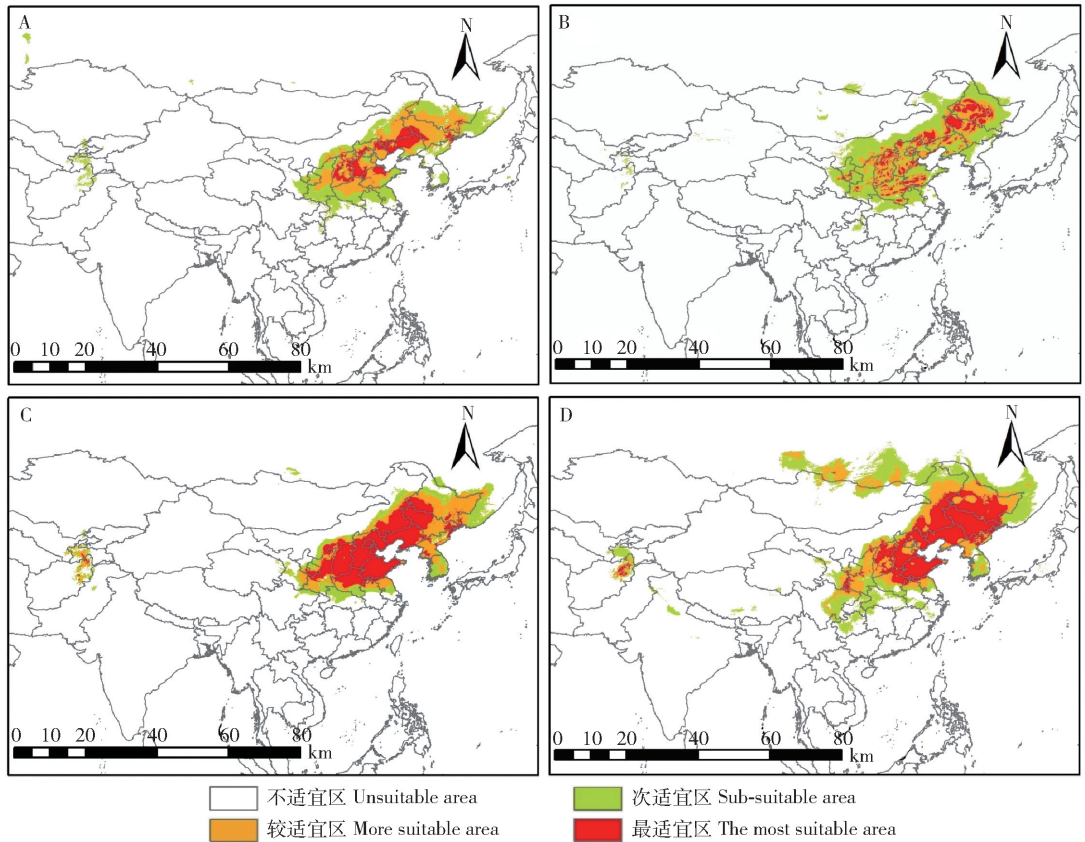 A
N
0 10 20 40 60 80
km
B
N
0 10 20 40 60 80
km
C
N
0 10 20 40 60 80
km
D
N
0 10 20 40 60 80
km
不适宜区 Unsuitable area
次适宜区 Sub-suitable area
较适宜区 More suitable area
最适宜区 The most suitable area